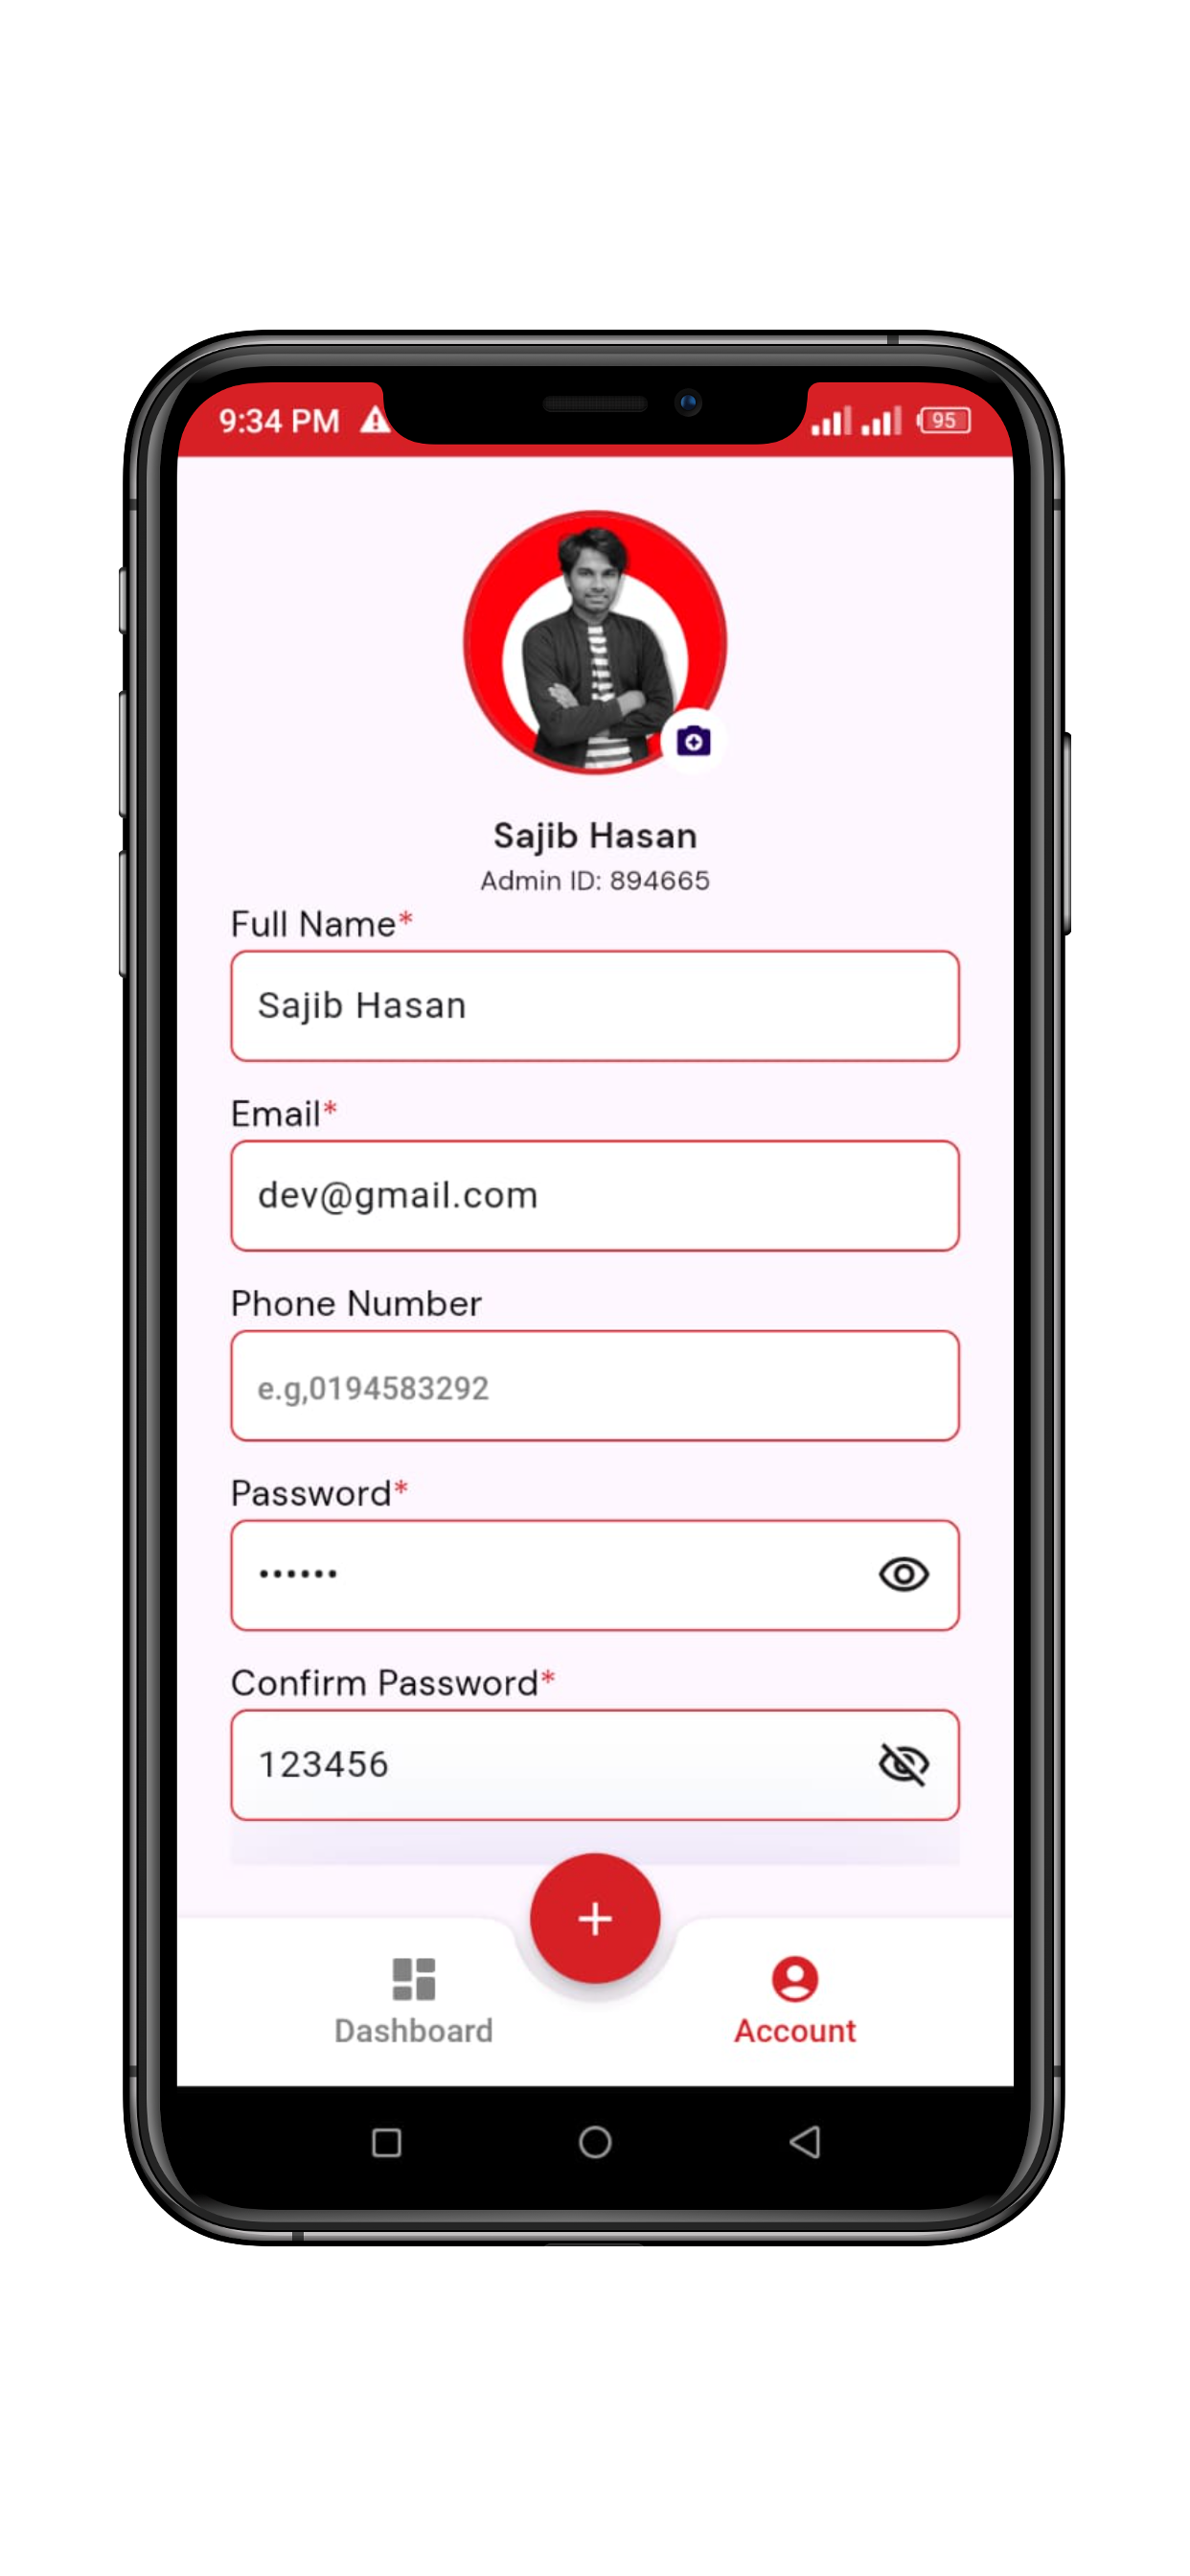 9:34 PM
95
Sajib Hasan
Admin ID: 894665
Full Name*
Sajib Hasan
Email*
dev@gmail.com
Phone Number
e.g,0194583292
Password*
••••••
Confirm Password*
123456
Dashboard
Account